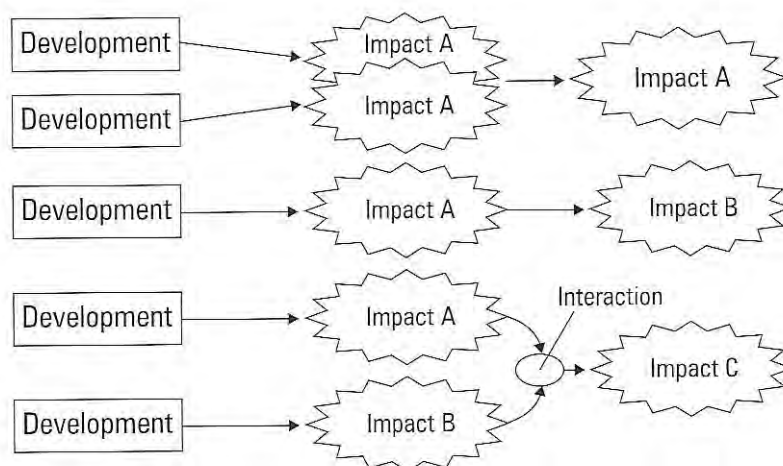 Development
Impact A
Impact A
Development
Impact A
Development
Impact A
Impact B
Development
Impact A
Interaction
Impact C
Development
Impact B